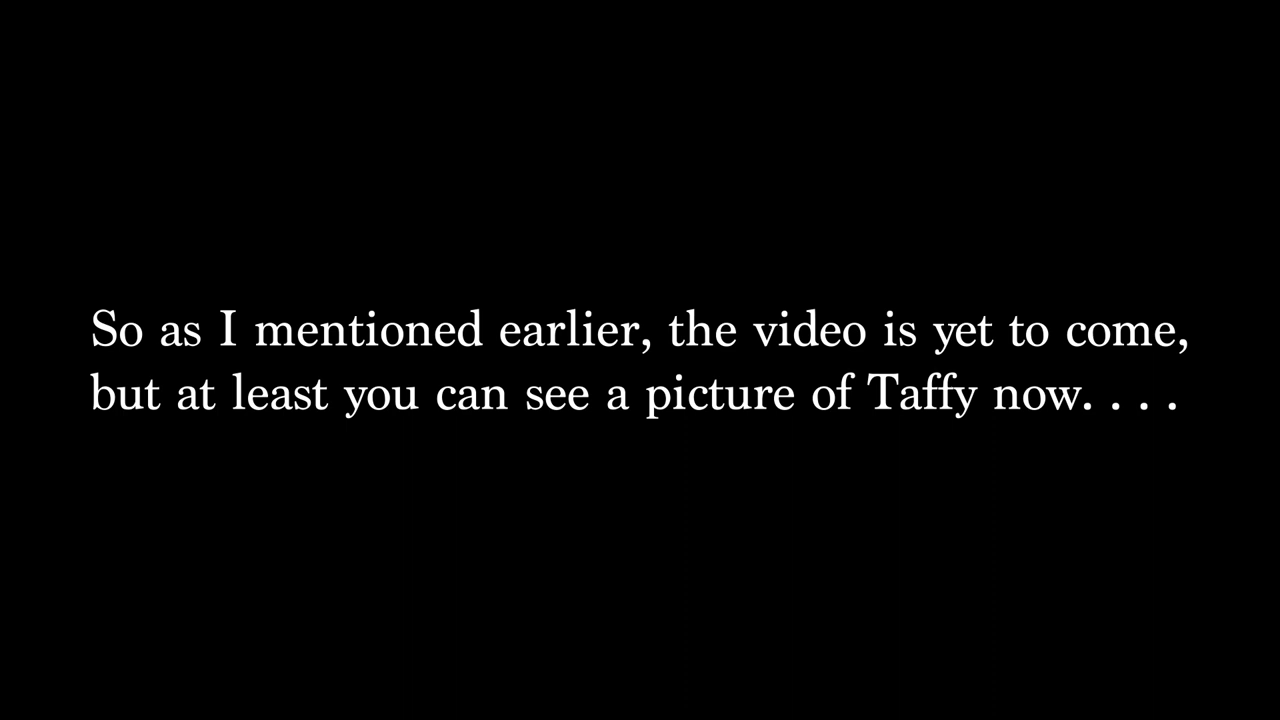 So as I mentioned earlier, the video is yet to come,
but at least you can see a picture of Taffy now. . . .